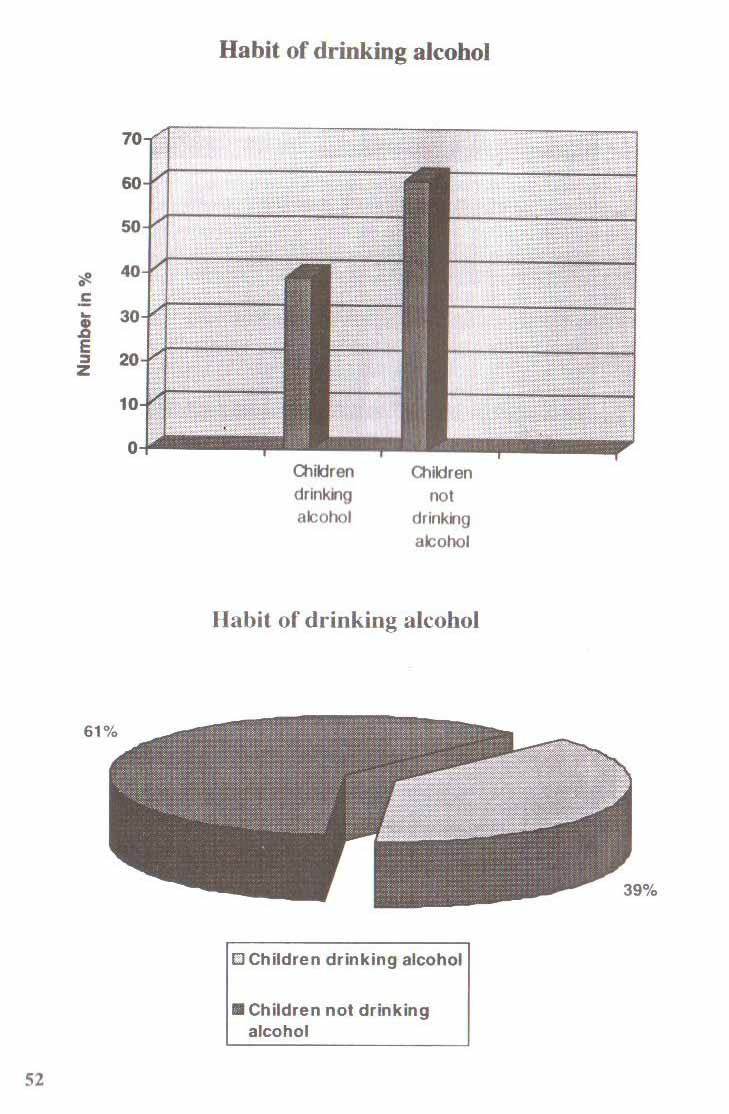 Habit of drinking alcohol
70
60
50
40
30
20
10
0
Number in %
Children
drinking
alcohol
Children
not
drinking
alcohol
Habit of drinking alcohol
61%
39%
Children drinking alcohol
Children not drinking
alcohol
52